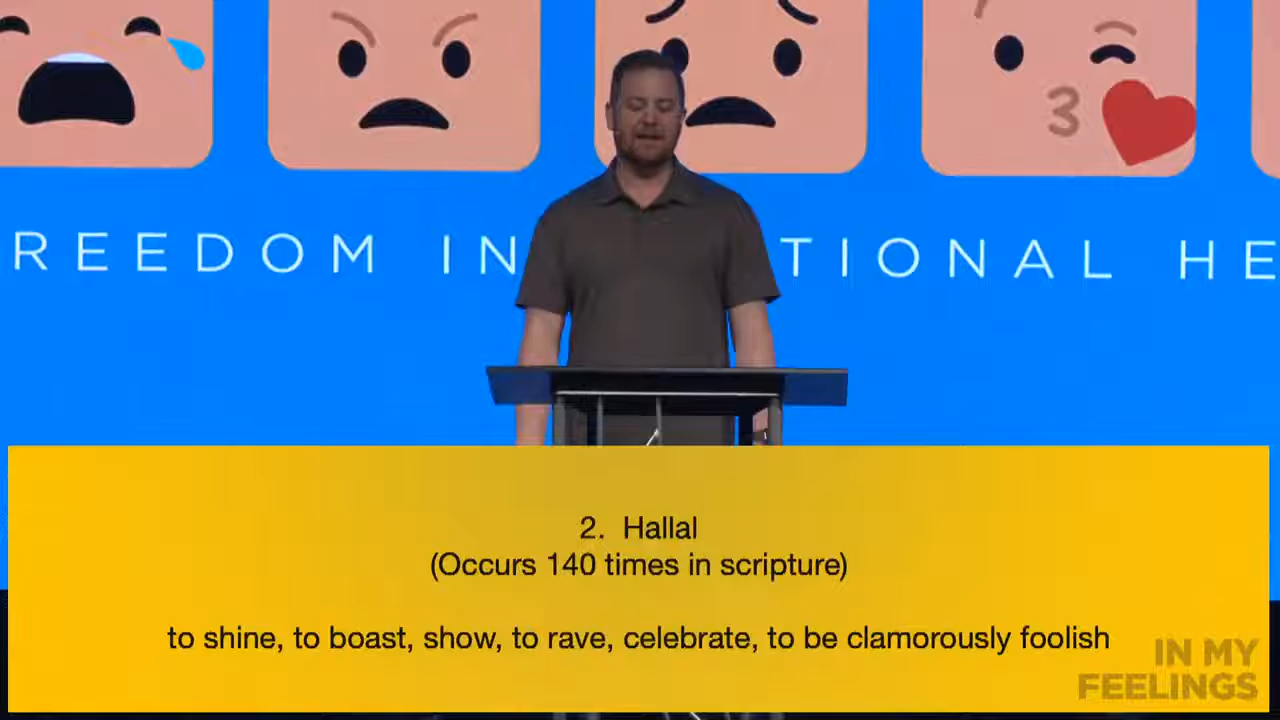 REEDOM IN TIONAL HE
2. Hallal
(Occurs 140 times in scripture)
to shine, to boast, show, to rave, celebrate, to be clamorously foolish
IN MY
FEELINGS